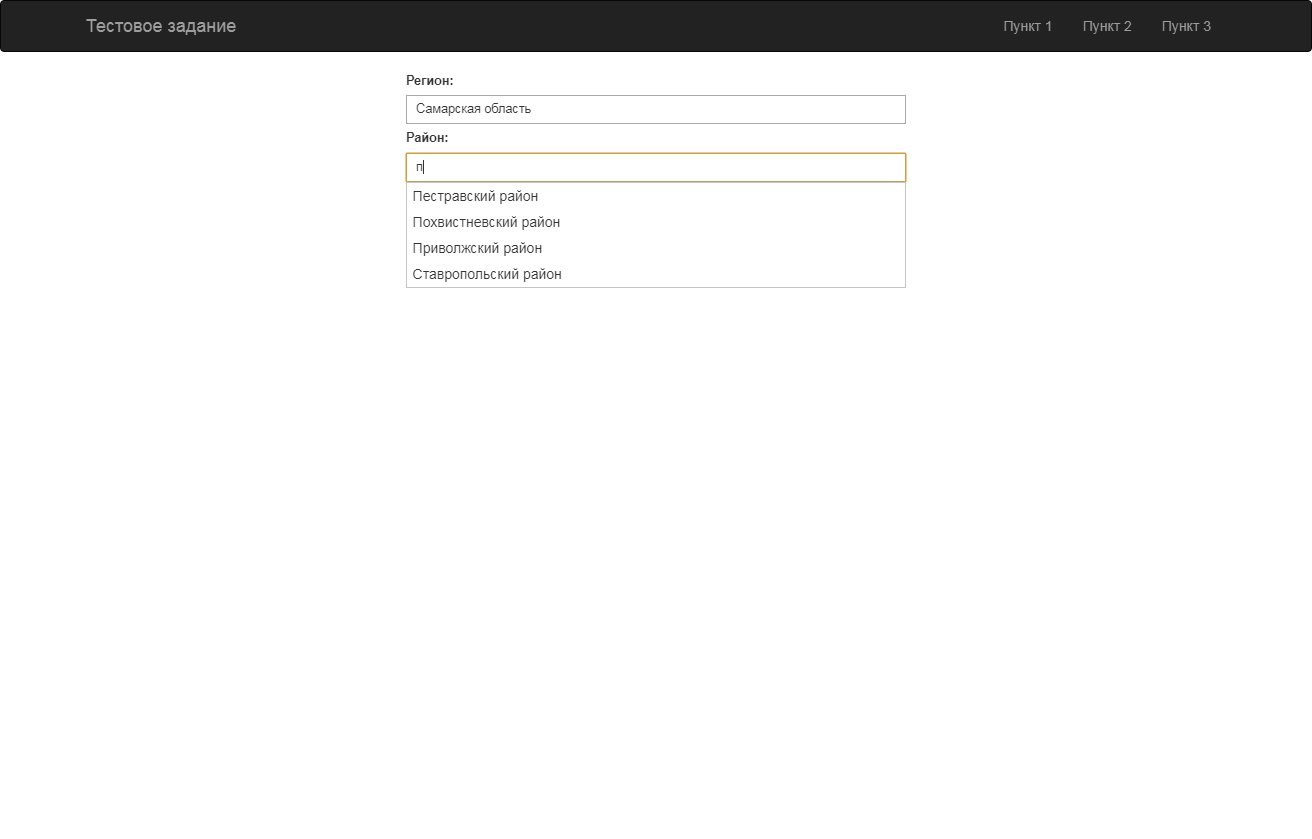 Тестовое задание Пункт 1 Пункт 2 Пункт 3
Регион:
Самарская область
Район:
п
Пестравский район
Похвистневский район
Приволжский район
Ставропольский район